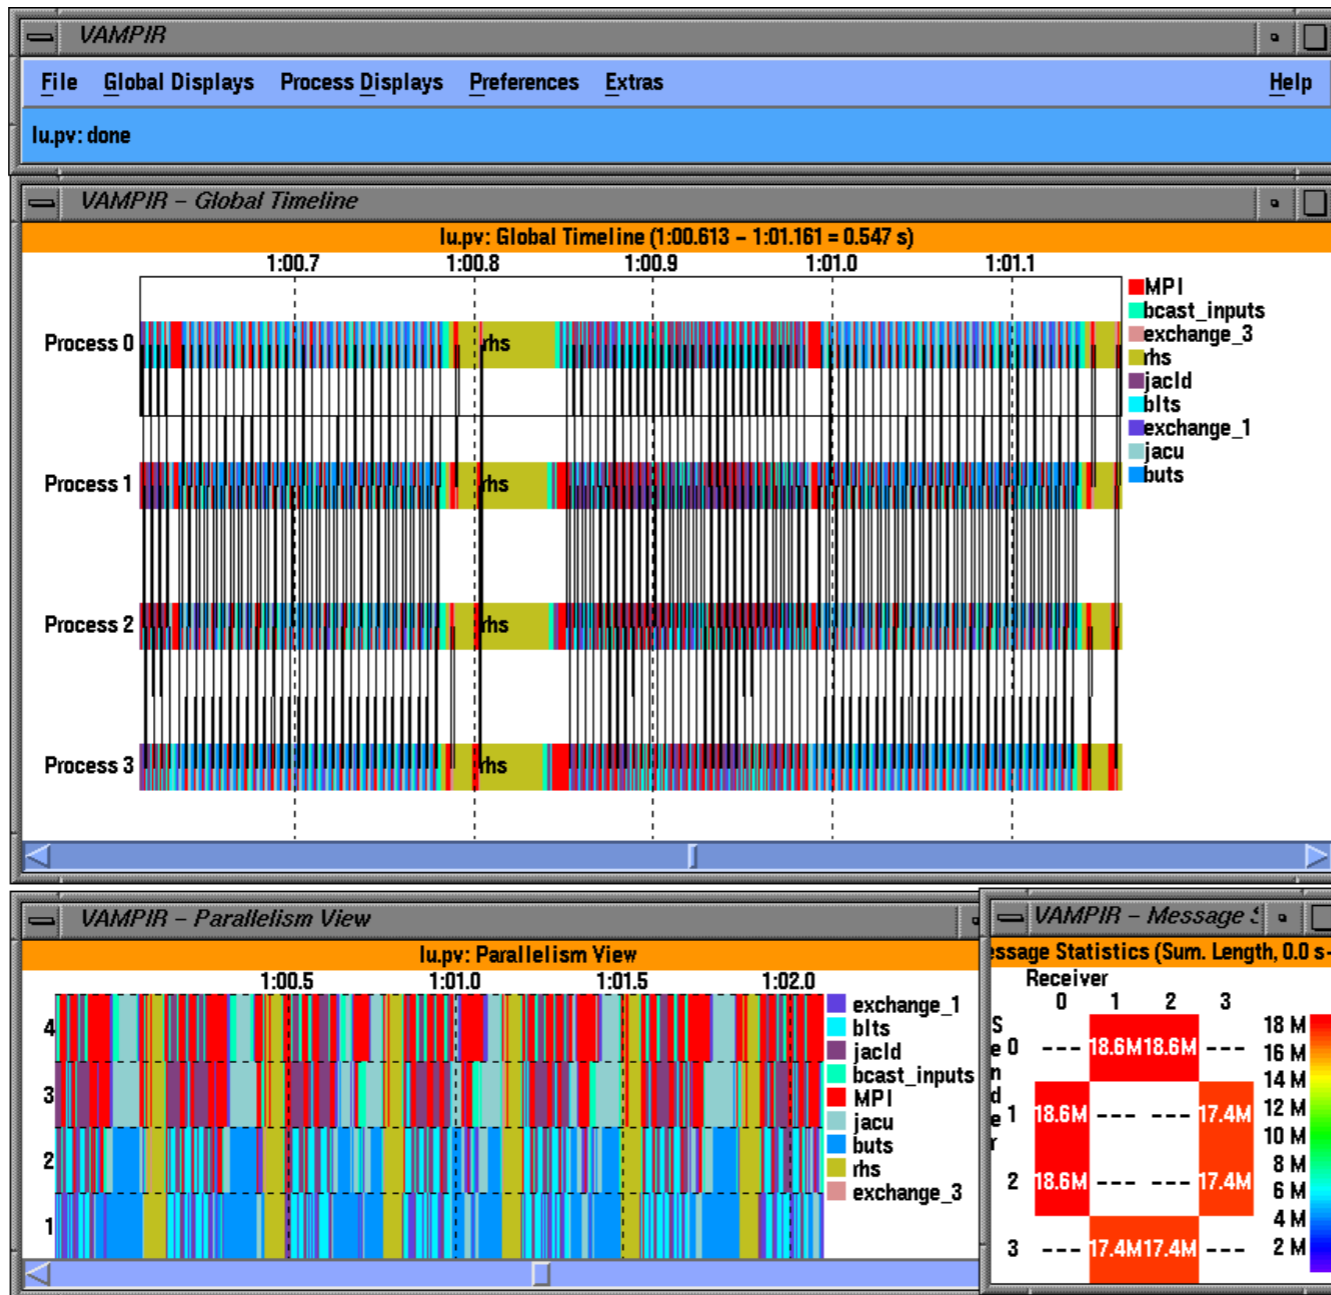 VAMPIR
File Global Displays Process Displays Preferences Extras Help
lu.pv: done
VAMPIR - Global Timeline
lu.pv: Global Timeline (1:00.613 - 1:01.161 = 0.547 s)
1:00.7 1:00.8 1:00.9 1:01.0 1:01.1
MPI
bcast_inputs
exchange_3
rhs
jacld
blts
exchange_1
jacu
buts
Process 0 rhs
Process 1 rhs
Process 2 rhs
Process 3 rhs
VAMPIR - Parallelism View
lu.pv: Parallelism View
1:00.5 1:01.0 1:01.5 1:02.0
4
3
2
1
exchange_1
blts
jacld
bcast_inputs
MPI
jacu
buts
rhs
exchange_3
VAMPIR - Message S
essage Statistics (Sum. Length, 0.0 s-
Receiver
0 1 2 3
Sender
0 --- 18.6M 18.6M ---
1 18.6M --- --- 17.4M
2 18.6M --- --- 17.4M
3 --- 17.4M 17.4M ---
18 M
16 M
14 M
12 M
10 M
8 M
6 M
4 M
2 M